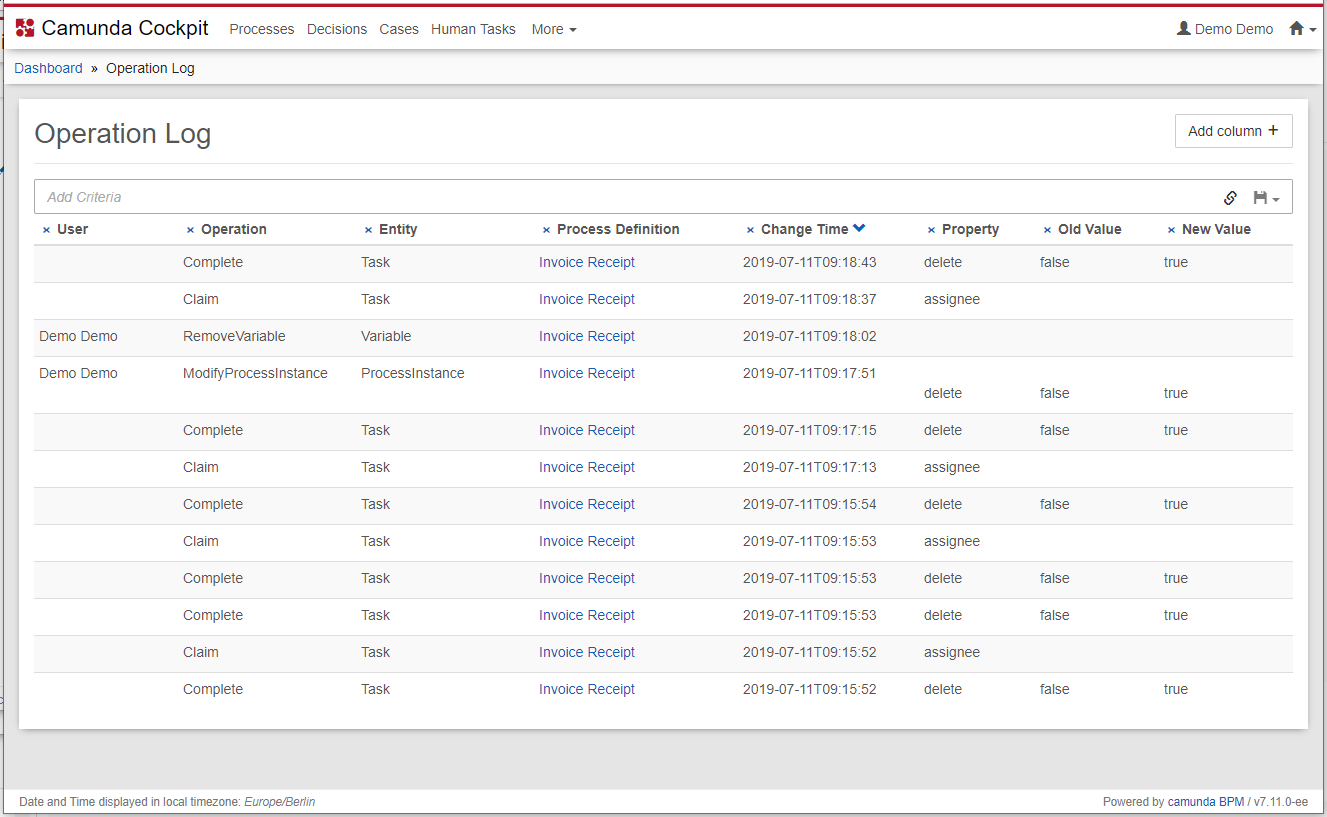 Camunda Cockpit Processes Decisions Cases Human Tasks More Demo Demo
Dashboard » Operation Log
Operation Log
Add column +
Add Criteria
× User × Operation × Entity × Process Definition × Change Time × Property × Old Value × New Value
Complete Task Invoice Receipt 2019-07-11T09:18:43 delete false true
Claim Task Invoice Receipt 2019-07-11T09:18:37 assignee
Demo Demo RemoveVariable Variable Invoice Receipt 2019-07-11T09:18:02
Demo Demo ModifyProcessInstance ProcessInstance Invoice Receipt 2019-07-11T09:17:51
delete false true
Complete Task Invoice Receipt 2019-07-11T09:17:15 delete false true
Claim Task Invoice Receipt 2019-07-11T09:17:13 assignee
Complete Task Invoice Receipt 2019-07-11T09:15:54 delete false true
Claim Task Invoice Receipt 2019-07-11T09:15:53 assignee
Complete Task Invoice Receipt 2019-07-11T09:15:53 delete false true
Complete Task Invoice Receipt 2019-07-11T09:15:53 delete false true
Claim Task Invoice Receipt 2019-07-11T09:15:52 assignee
Complete Task Invoice Receipt 2019-07-11T09:15:52 delete false true
Date and Time displayed in local timezone: Europe/Berlin Powered by camunda BPM / v7.11.0-ee